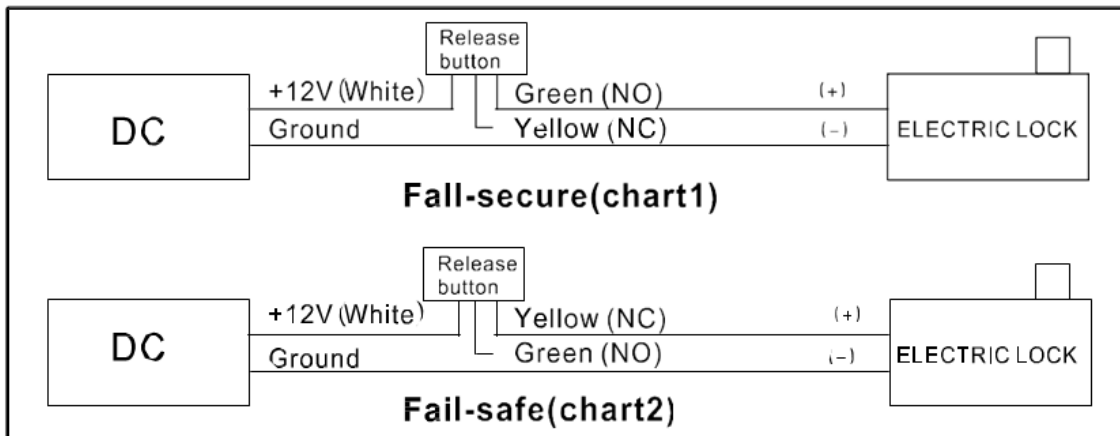 Release
button
+12V (White)
Green (NO)
(+)
DC
Ground
Yellow (NC)
(-)
ELECTRIC LOCK
Fall-secure(chart1)
Release
button
+12V (White)
Yellow (NC)
(+)
DC
Ground
Green (NO)
(-)
ELECTRIC LOCK
Fail-safe(chart2)